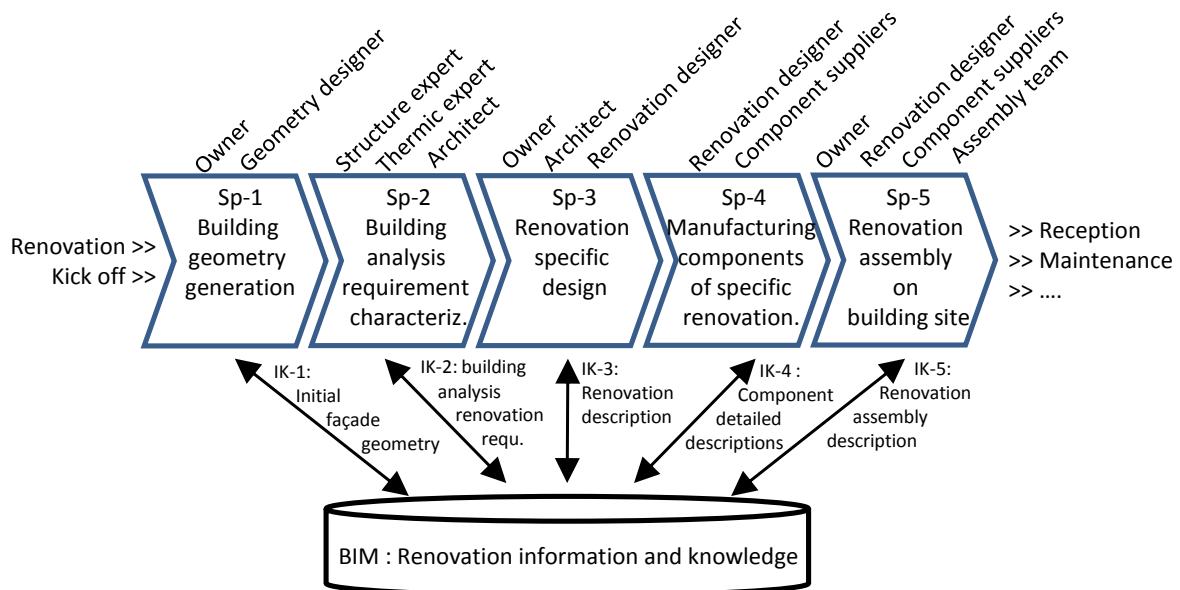 Owner
Geometry designer
Structure expert
Thermic expert
Architect
Owner
Architect
Renovation designer
Renovation designer
Component suppliers
Owner
Renovation designer
Component suppliers
Assembly team
Renovation >>
Kick off >>
Sp-1
Building
geometry
generation
Sp-2
Building
analysis
requirement
characteriz.
Sp-3
Renovation
specific
design
Sp-4
Manufacturing
components
of specific
renovation.
Sp-5
Renovation
assembly
on
building site
>> Reception
>> Maintenance
>> ....
IK-1:
Initial
façade
geometry
IK-2: building
analysis
renovation
requ.
IK-3:
Renovation
description
IK-4 :
Component
detailed
descriptions
IK-5:
Renovation
assembly
description
BIM : Renovation information and knowledge